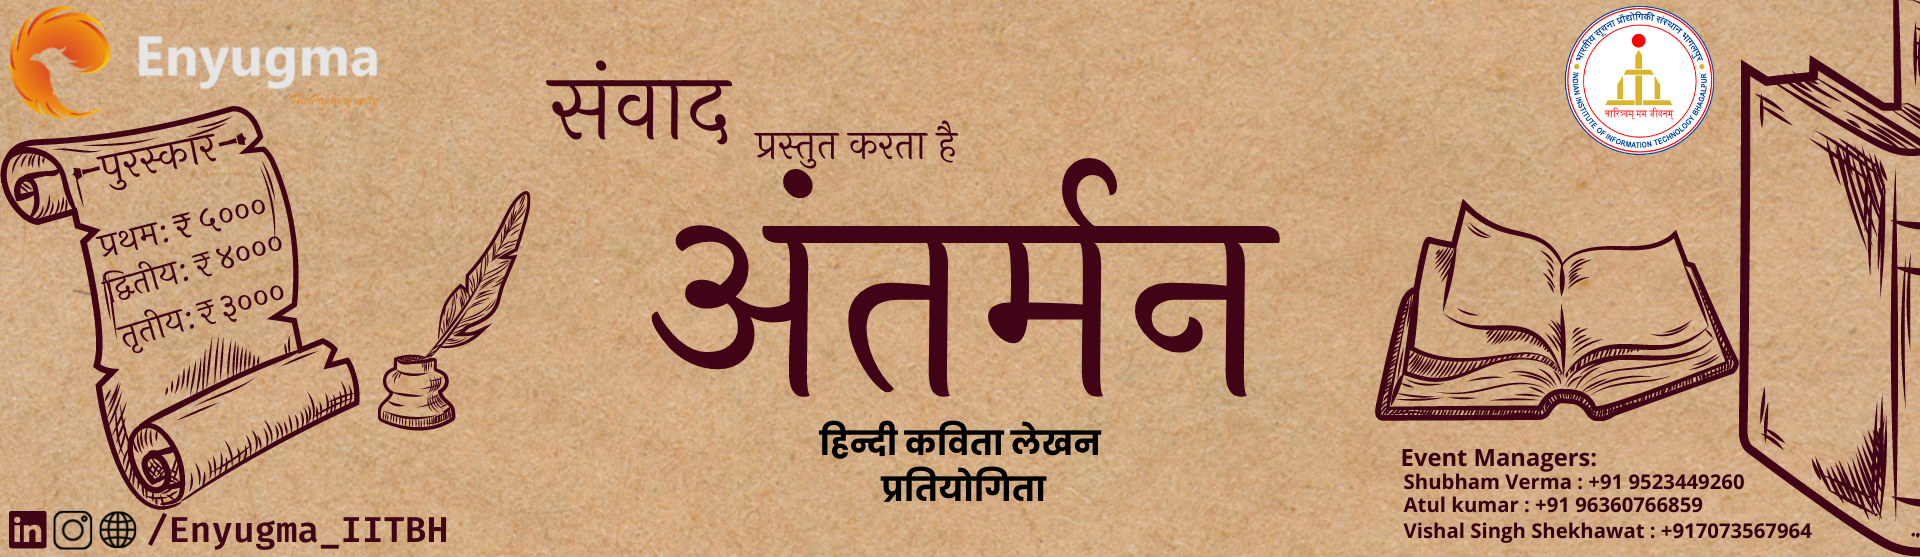 Enyugma
संवाद
प्रस्तुत करता है
अंतर्मन
हिन्दी कविता लेखन
प्रतियोगिता
पुरस्कार
प्रथम: ₹ ५०००
द्वितीय: ₹ ४०००
तृतीय: ₹ ३०००
भारतीय सूचना प्रौद्योगिकी संस्थान भागलपुर
चारित्र्यम् मम जीवनम्
INDIAN INSTITUTE OF INFORMATION TECHNOLOGY BHAGALPUR
Event Managers:
Shubham Verma : +91 9523449260
Atul kumar : +91 96360766859
Vishal Singh Shekhawat : +917073567964
in
/Enyugma_IITBH